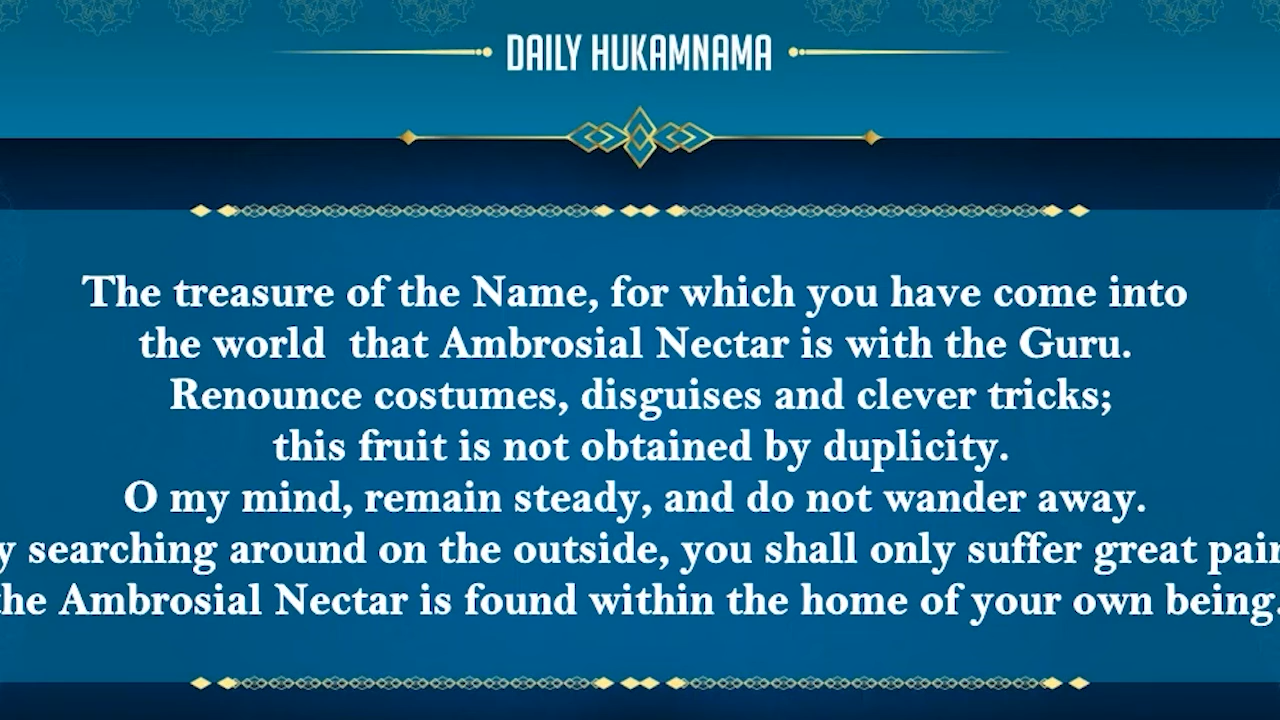 DAILY HUKAMNAMA
The treasure of the Name, for which you have come into
the world that Ambrosial Nectar is with the Guru.
Renounce costumes, disguises and clever tricks;
this fruit is not obtained by duplicity.
O my mind, remain steady, and do not wander away.
y searching around on the outside, you shall only suffer great pain
the Ambrosial Nectar is found within the home of your own being.